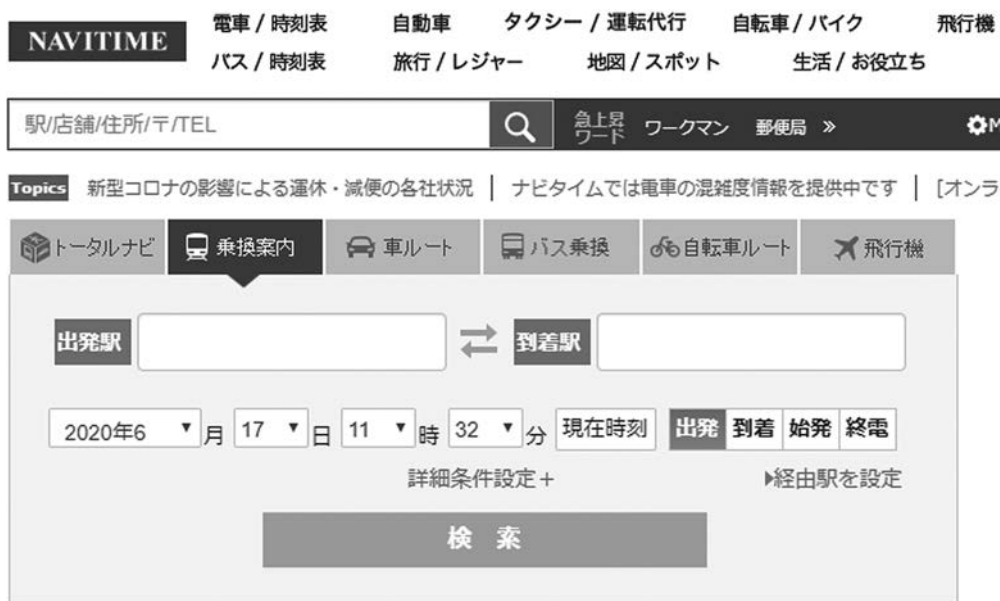 NAVITIME
電車 / 時刻表 自動車 タクシー / 運転代行 自転車 / バイク 飛行機
バス / 時刻表 旅行 / レジャー 地図 / スポット 生活 / お役立ち
駅/店舗/住所/〒/TEL 急上昇ワード ワークマン 郵便局 »
Topics 新型コロナの影響による運休・減便の各社状況 | ナビタイムでは電車の混雑度情報を提供中です | [オンラ
トータルナビ 乗換案内 車ルート バス乗換 自転車ルート 飛行機
出発駅 到着駅
2020年6 月 17 日 11 時 32 分 現在時刻 出発 到着 始発 終電
詳細条件設定+ 経由駅を設定
検 索